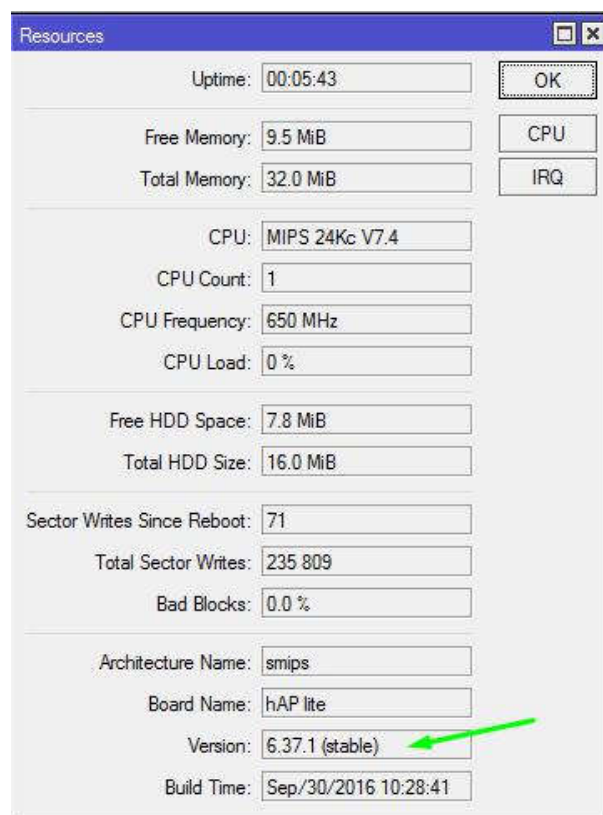 Resources
Uptime: 00:05:43 OK
Free Memory: 9.5 MiB CPU
Total Memory: 32.0 MiB IRQ
CPU: MIPS 24Kc V7.4
CPU Count: 1
CPU Frequency: 650 MHz
CPU Load: 0 %
Free HDD Space: 7.8 MiB
Total HDD Size: 16.0 MiB
Sector Writes Since Reboot: 71
Total Sector Writes: 235 809
Bad Blocks: 0.0 %
Architecture Name: smips
Board Name: hAP lite
Version: 6.37.1 (stable)
Build Time: Sep/30/2016 10:28:41